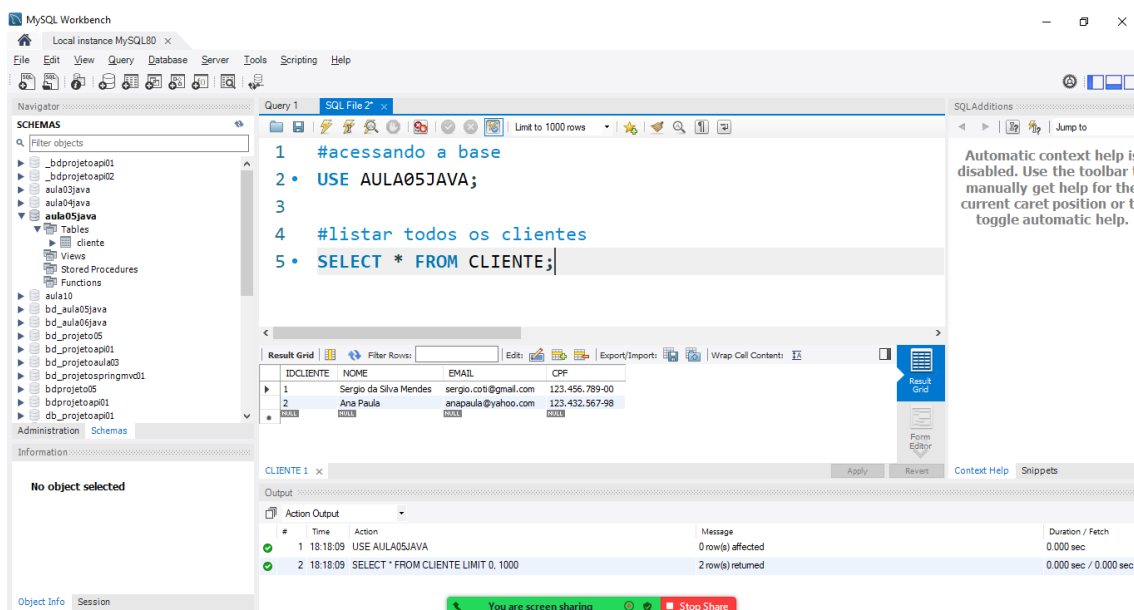 MySQL Workbench
Local instance MySQL80
File Edit View Query Database Server Tools Scripting Help
Navigator
SCHEMAS
Filter objects
_bdprojetoapi01
_bdprojetoapi02
aula03java
aula04java
aula05java
Tables
cliente
Views
Stored Procedures
Functions
aula10
bd_aula05java
bd_aula06java
bd_projeto05
bd_projetoapi01
bd_projetoaula03
bd_projetospringmvc01
bdprojeto05
bdprojetoapi01
db_projetoapi01
Administration Schemas
Information
No object selected
Object Info Session
Query 1 SQL File 2*
Limit to 1000 rows
1 #acessando a base
2 USE AULA05JAVA;
3
4 #listar todos os clientes
5 SELECT * FROM CLIENTE;
Result Grid Filter Rows: Edit: Export/Import: Wrap Cell Content:
IDCLIENTE NOME EMAIL CPF
1 Sergio da Silva Mendes sergio.coti@gmail.com 123.456.789-00
2 Ana Paula anapaula@yahoo.com 123.432.567-98
NULL NULL NULL NULL
Result
Grid
Form
Editor
CLIENTE 1 Apply Revert
Output
Action Output
# Time Action Message Duration / Fetch
1 18:18:09 USE AULA05JAVA 0 row(s) affected 0.000 sec
2 18:18:09 SELECT * FROM CLIENTE LIMIT 0, 1000 2 row(s) returned 0.000 sec / 0.000 sec
SQLAdditions
Jump to
Automatic context help is
disabled. Use the toolbar t
manually get help for the
current caret position or t
toggle automatic help.
Context Help Snippets
You are screen sharing Stop Share